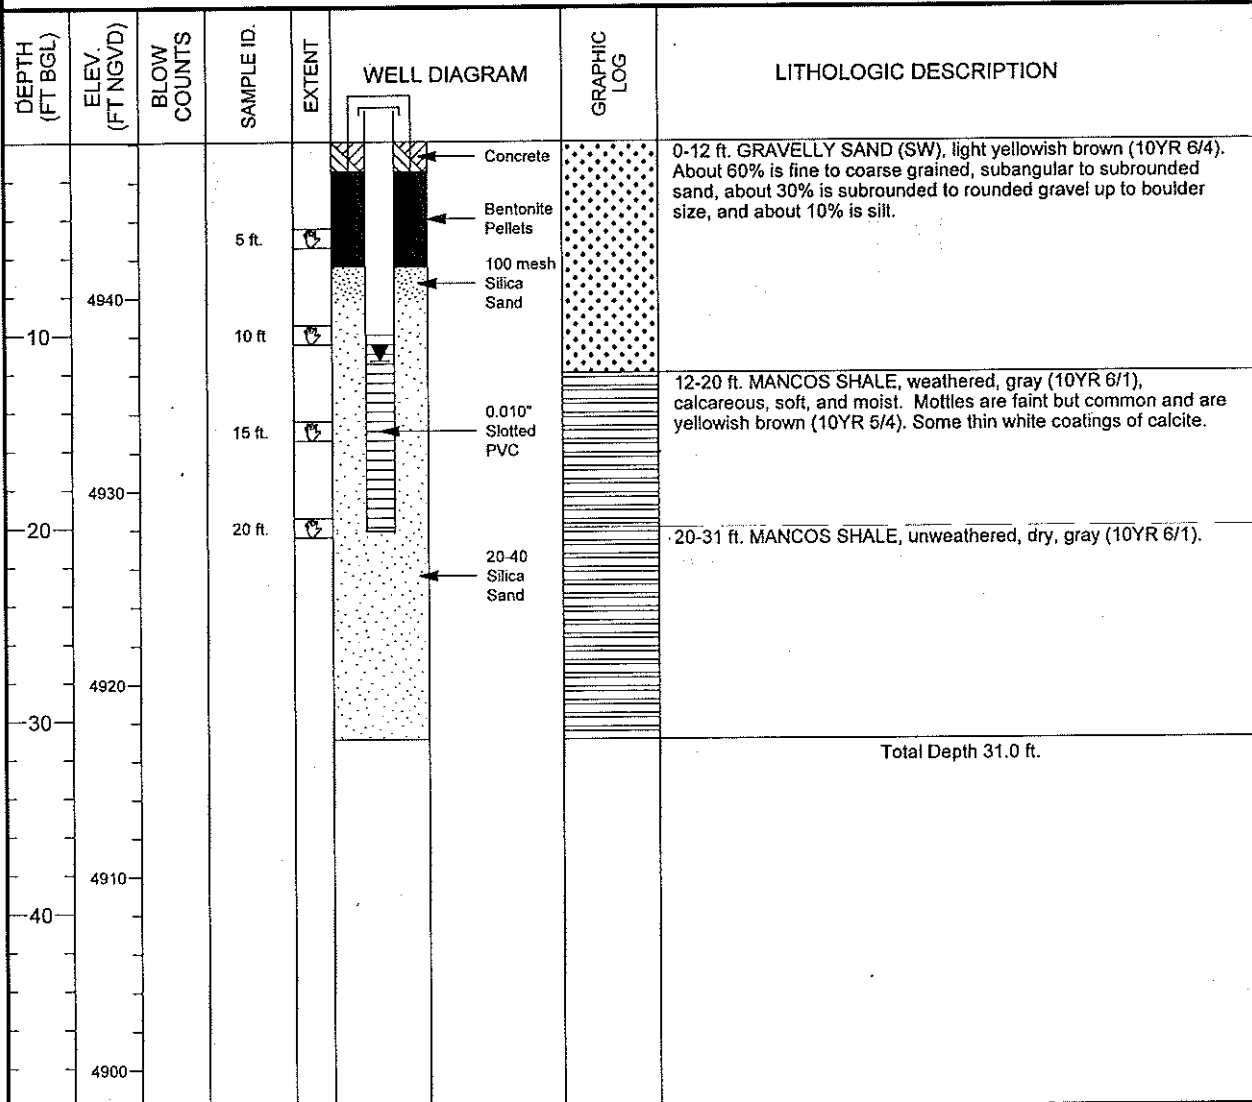 DEPTH
(FT BGL)
ELEV.
(FT NGVD)
BLOW
COUNTS
SAMPLE ID.
EXTENT
WELL DIAGRAM
GRAPHIC
LOG
LITHOLOGIC DESCRIPTION
Concrete
0-12 ft. GRAVELLY SAND (SW), light yellowish brown (10YR 6/4).
About 60% is fine to coarse grained, subangular to subrounded
sand, about 30% is subrounded to rounded gravel up to boulder
size, and about 10% is silt.
Bentonite
Pellets
5 ft.
100 mesh
Silica
Sand
4940
10
10 ft
12-20 ft. MANCOS SHALE, weathered, gray (10YR 6/1),
calcareous, soft, and moist. Mottles are faint but common and are
yellowish brown (10YR 5/4). Some thin white coatings of calcite.
0.010"
Slotted
PVC
15 ft.
4930
20
20 ft.
20-31 ft. MANCOS SHALE, unweathered, dry, gray (10YR 6/1).
20-40
Silica
Sand
4920
30
Total Depth 31.0 ft.
4910
40
4900